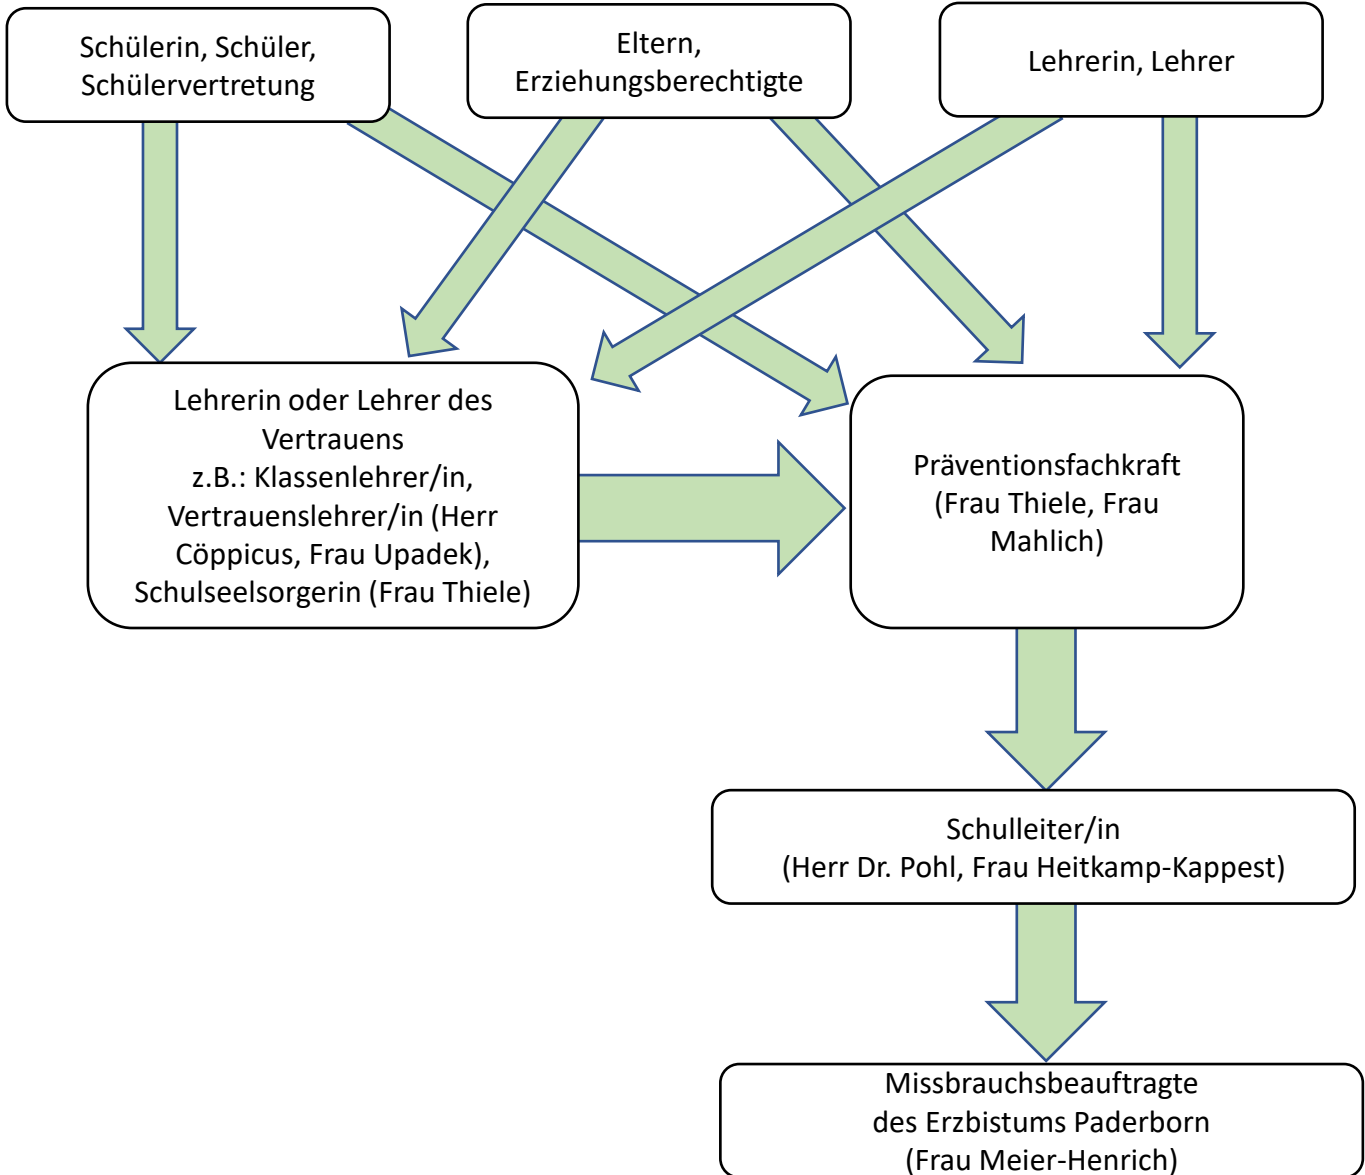 Schülerin, Schüler,
Schülervertretung
Eltern,
Erziehungsberechtigte
Lehrerin, Lehrer
Lehrerin oder Lehrer des
Vertrauens
z.B.: Klassenlehrer/in,
Vertrauenslehrer/in (Herr
Cöppicus, Frau Upadek),
Schulseelsorgerin (Frau Thiele)
Präventionsfachkraft
(Frau Thiele, Frau
Mahlich)
Schulleiter/in
(Herr Dr. Pohl, Frau Heitkamp-Kappest)
Missbrauchsbeauftragte
des Erzbistums Paderborn
(Frau Meier-Henrich)